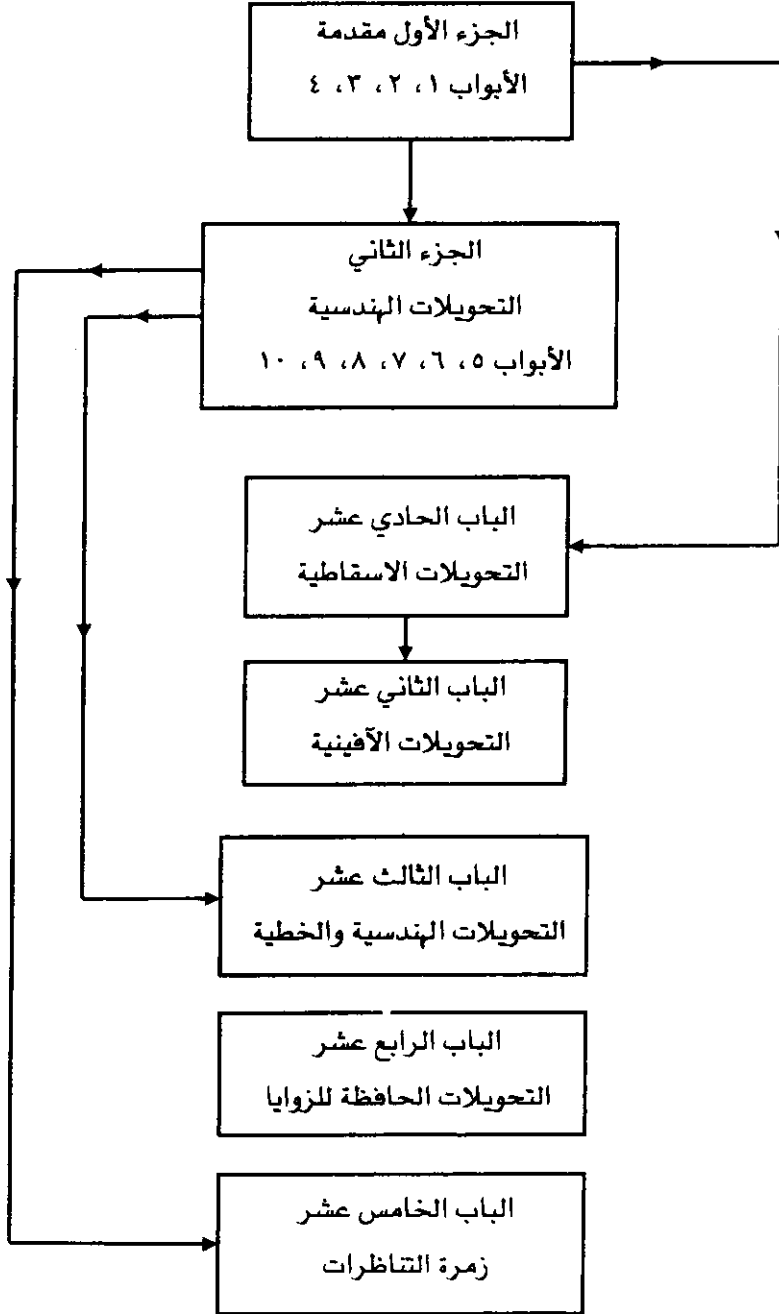 الجزء الأول مقدمة
الأبواب ١، ٢، ٣، ٤
الجزء الثاني
التحويلات الهندسية
الأبواب ٥، ٦، ٧، ٨، ٩، ١٠
الباب الحادي عشر
التحويلات الاسقاطية
الباب الثاني عشر
التحويلات الآفينية
الباب الثالث عشر
التحويلات الهندسية والخطية
الباب الرابع عشر
التحويلات الحافظة للزوايا
الباب الخامس عشر
زمرة التناظرات